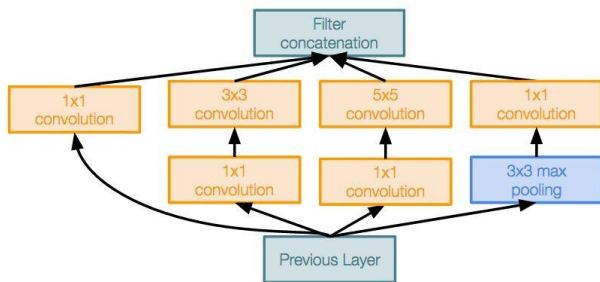 Filter
concatenation
1x1
convolution
3x3
convolution
5x5
convolution
1x1
convolution
1x1
convolution
1x1
convolution
3x3 max
pooling
Previous Layer